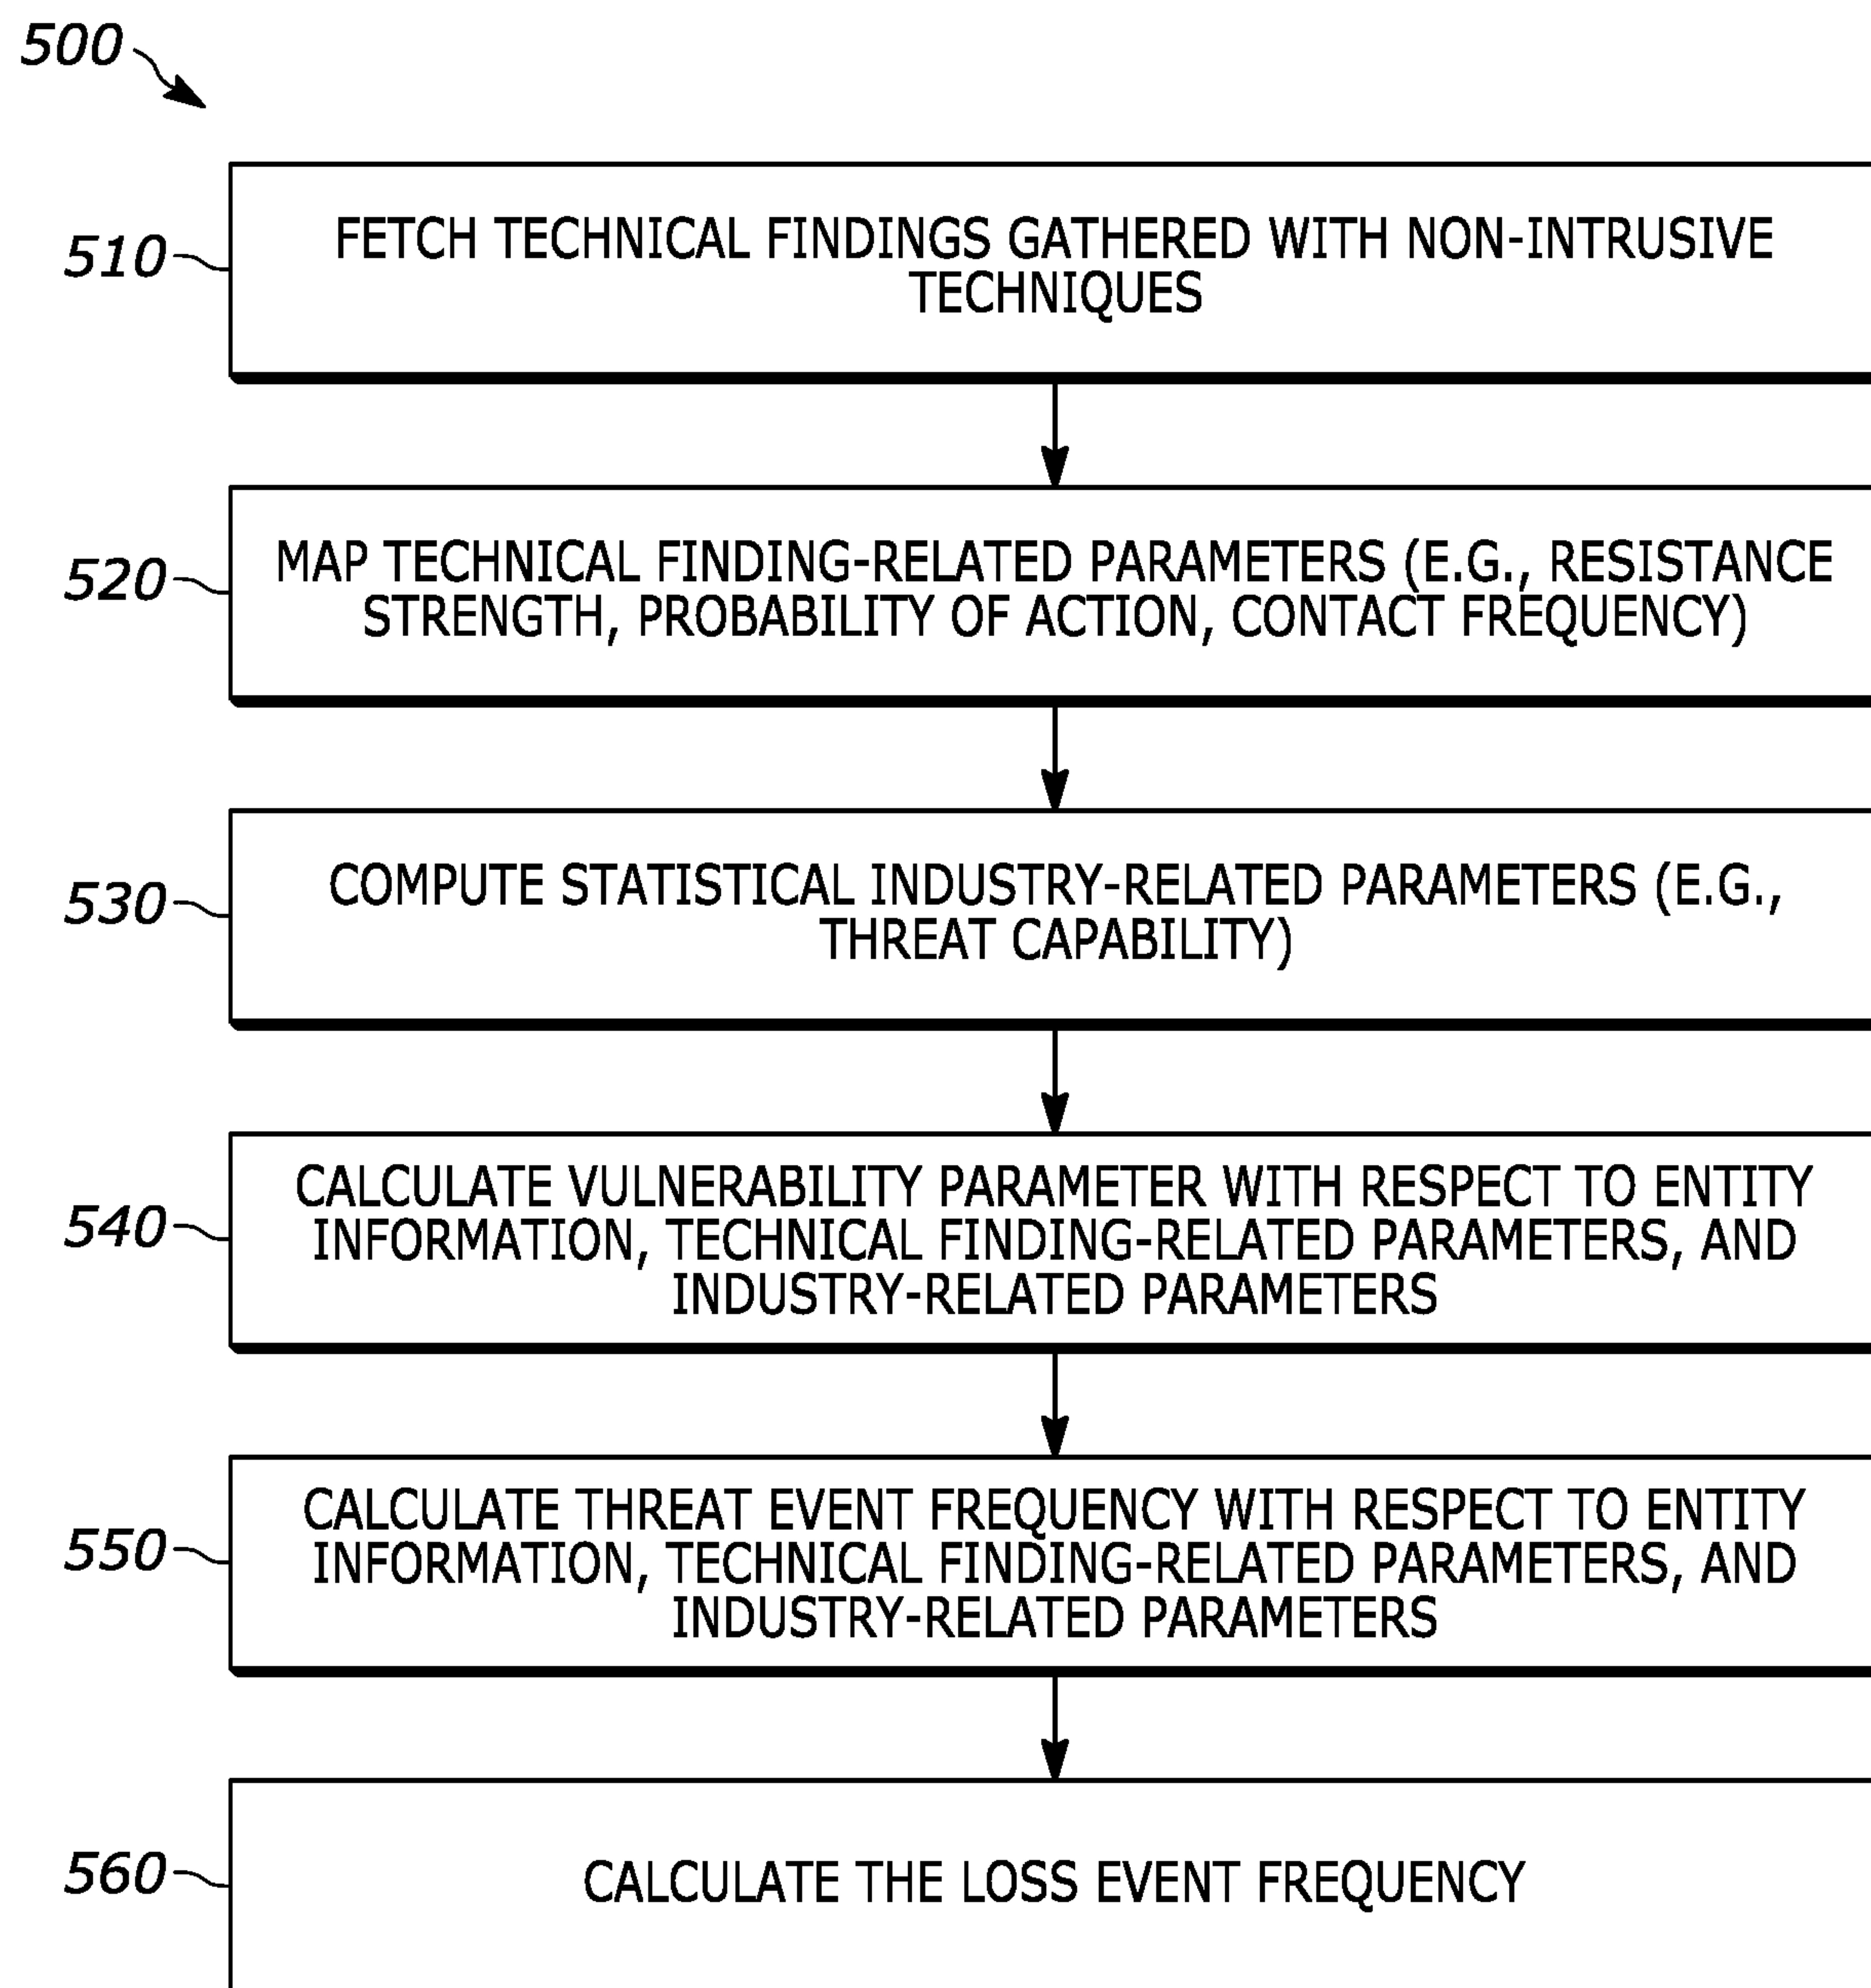 500
510
FETCH TECHNICAL FINDINGS GATHERED WITH NON-INTRUSIVE
TECHNIQUES
520
MAP TECHNICAL FINDING-RELATED PARAMETERS (E.G., RESISTANCE
STRENGTH, PROBABILITY OF ACTION, CONTACT FREQUENCY)
530
COMPUTE STATISTICAL INDUSTRY-RELATED PARAMETERS (E.G.,
THREAT CAPABILITY)
540
CALCULATE VULNERABILITY PARAMETER WITH RESPECT TO ENTITY
INFORMATION, TECHNICAL FINDING-RELATED PARAMETERS, AND
INDUSTRY-RELATED PARAMETERS
550
CALCULATE THREAT EVENT FREQUENCY WITH RESPECT TO ENTITY
INFORMATION, TECHNICAL FINDING-RELATED PARAMETERS, AND
INDUSTRY-RELATED PARAMETERS
560
CALCULATE THE LOSS EVENT FREQUENCY